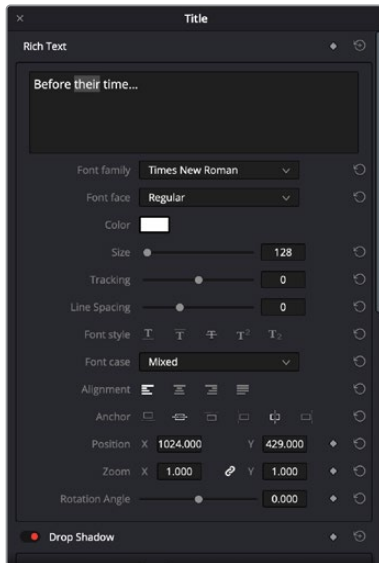 Title
Rich Text
Before their time...
Font family Times New Roman
Font face Regular
Color
Size 128
Tracking 0
Line Spacing 0
Font style T T T T² T₂
Font case Mixed
Alignment
Anchor
Position X 1024.000 Y 429.000
Zoom X 1.000 Y 1.000
Rotation Angle 0.000
Drop Shadow